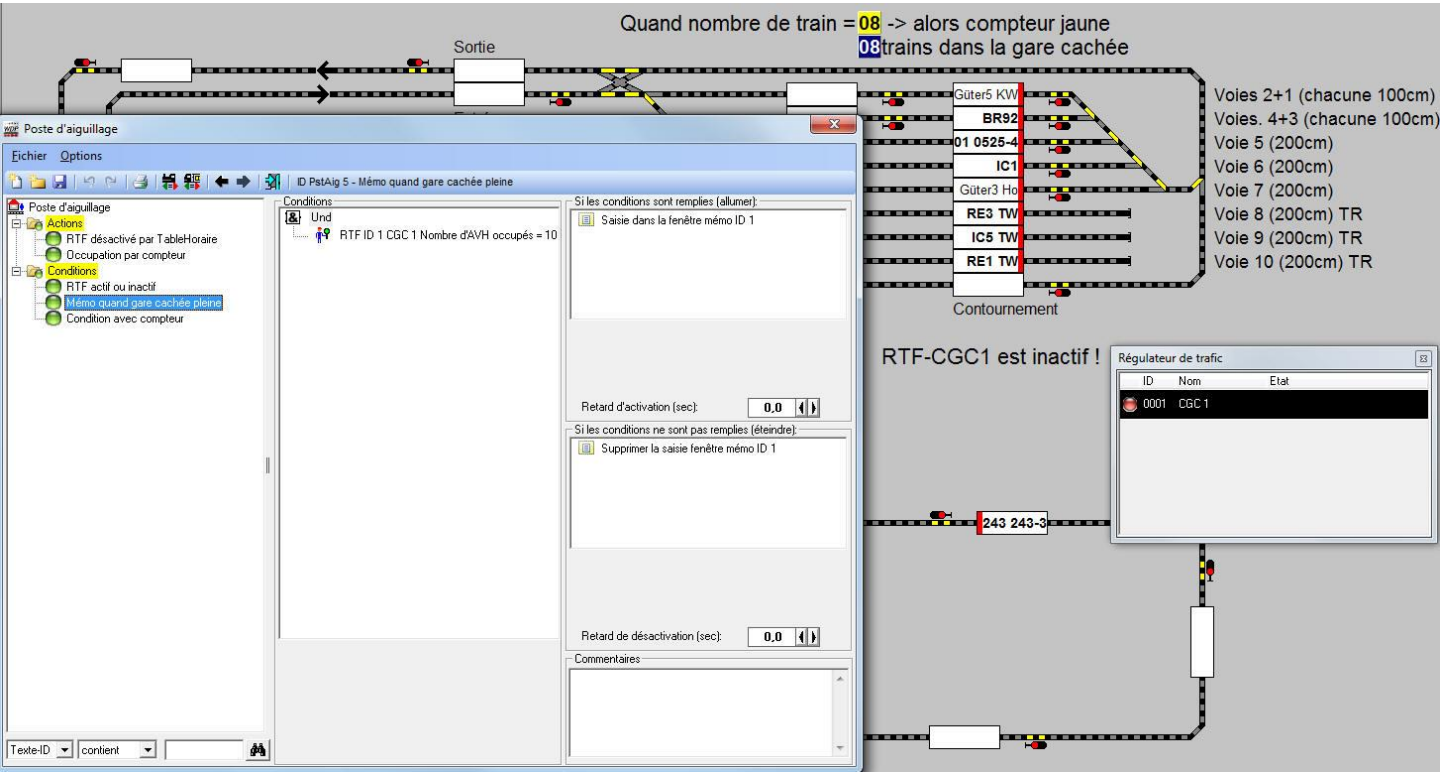 Quand nombre de train = 08 -> alors compteur jaune
08 trains dans la gare cachée
Sortie
Güter5 KW
BR92
01 0525-4
IC1
Güter3 Ho
RE3 TW
IC5 TW
RE1 TW
Contournement
Voies 2+1 (chacune 100cm)
Voies. 4+3 (chacune 100cm)
Voie 5 (200cm)
Voie 6 (200cm)
Voie 7 (200cm)
Voie 8 (200cm) TR
Voie 9 (200cm) TR
Voie 10 (200cm) TR
WDP Poste d'aiguillage
Fichier Options
ID PstAig 5 - Mémo quand gare cachée pleine
Poste d'aiguillage
Actions
RTF désactivé par TableHoraire
Occupation par compteur
Conditions
RTF actif ou inactif
Mémo quand gare cachée pleine
Condition avec compteur
Texte-ID contient
Conditions
& Und
RTF ID 1 CGC 1 Nombre d'AVH occupés = 10
Si les conditions sont remplies (allumer):
Saisie dans la fenêtre mémo ID 1
Retard d'activation (sec): 0,0
Si les conditions ne sont pas remplies (éteindre):
Supprimer la saisie fenêtre mémo ID 1
Retard de désactivation (sec): 0,0
Commentaires
RTF-CGC1 est inactif !
Régulateur de trafic
ID Nom Etat
0001 CGC 1
243 243-3